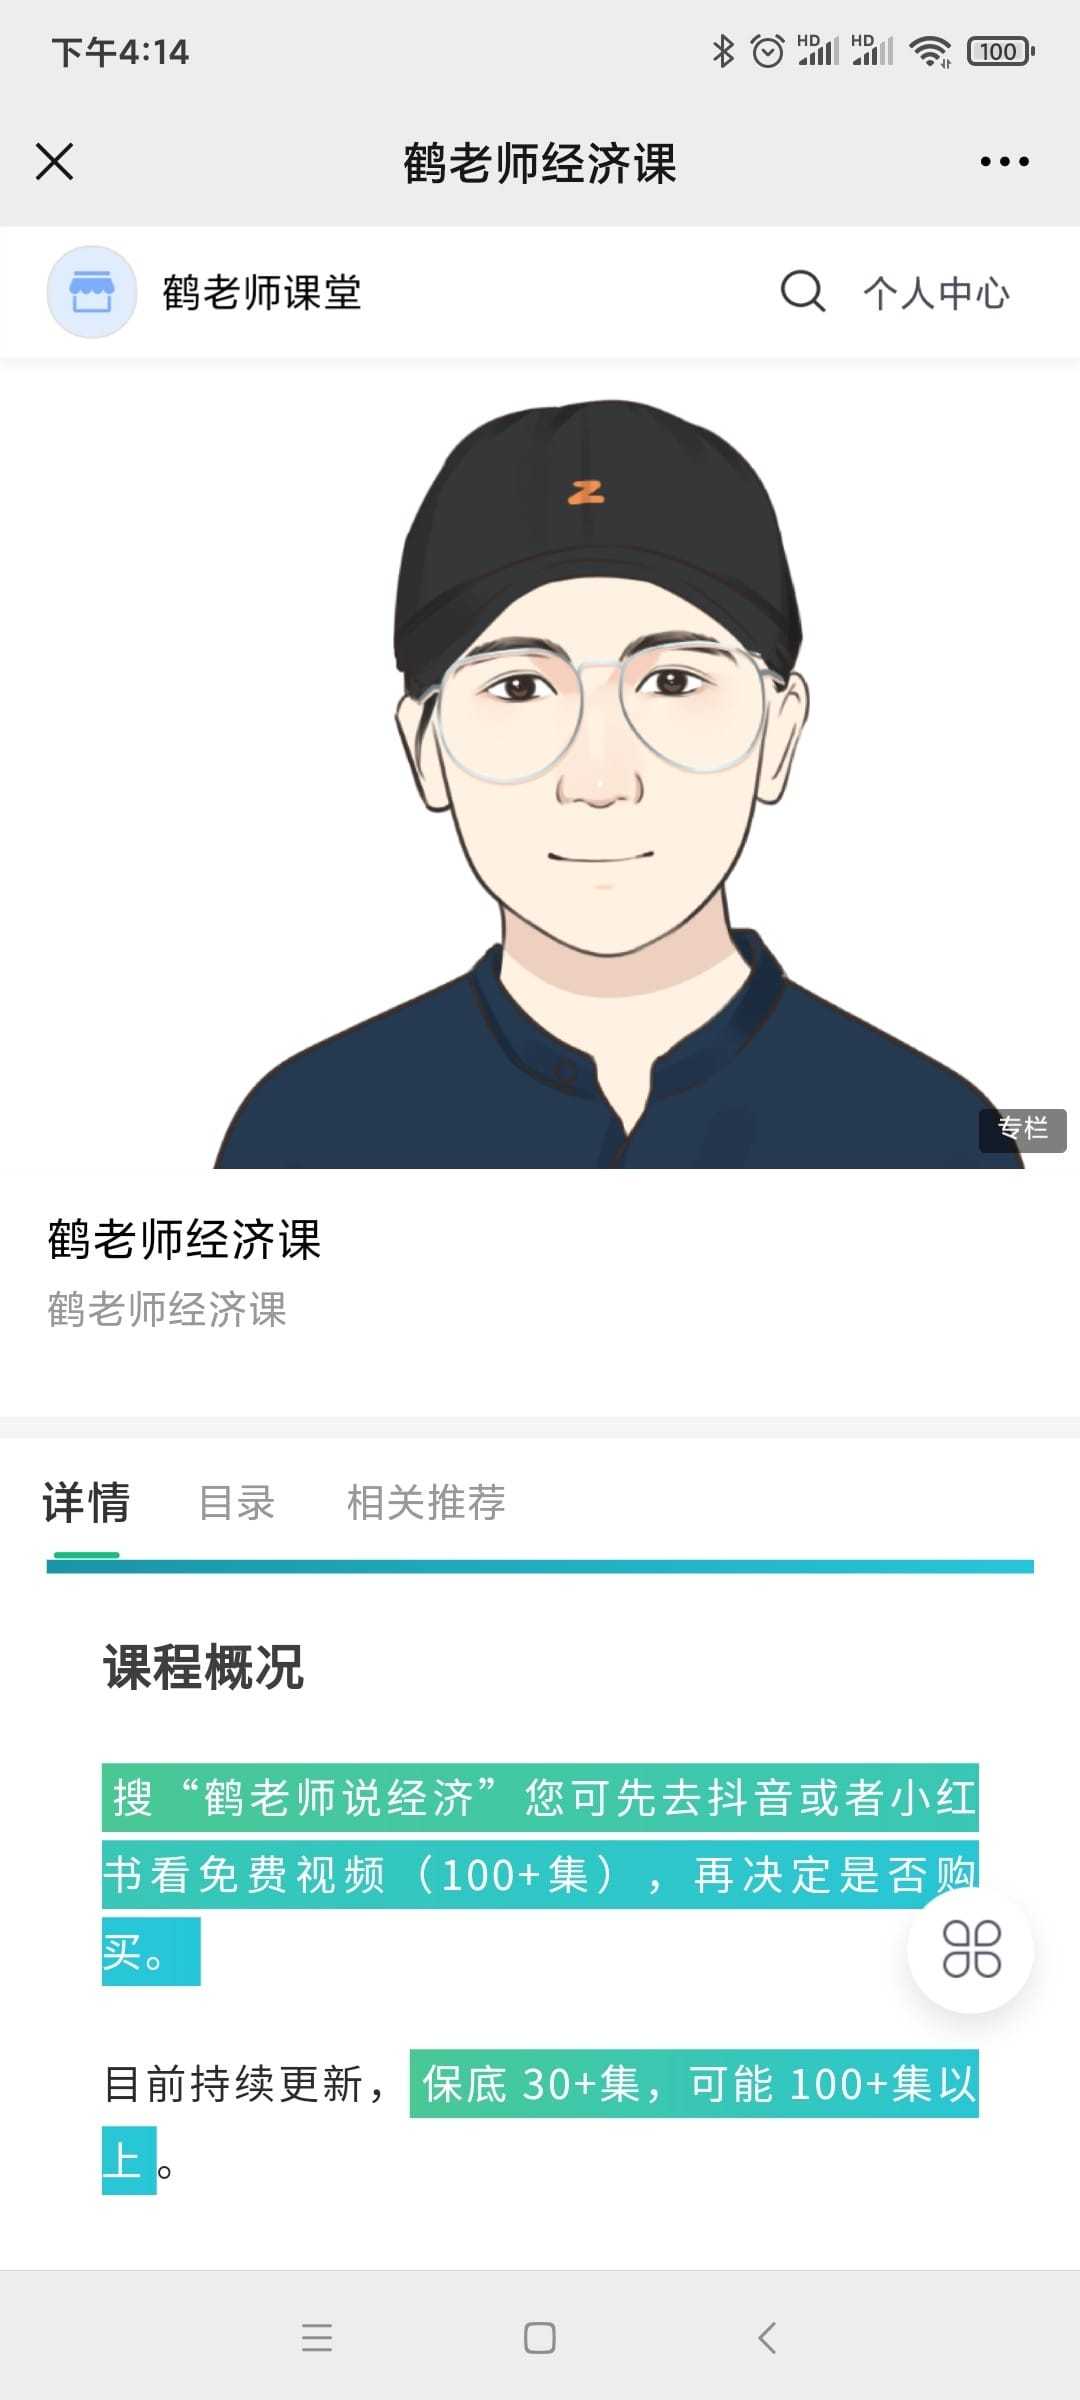 下午4:14
HD
HD
100
鹤老师经济课
鹤老师课堂
个人中心
z
专栏
鹤老师经济课
鹤老师经济课
详情
目录
相关推荐
课程概况
搜“鹤老师说经济”您可先去抖音或者小红
书看免费视频（100+集），再决定是否购
买。
目前持续更新，保底 30+集，可能 100+集以
上。